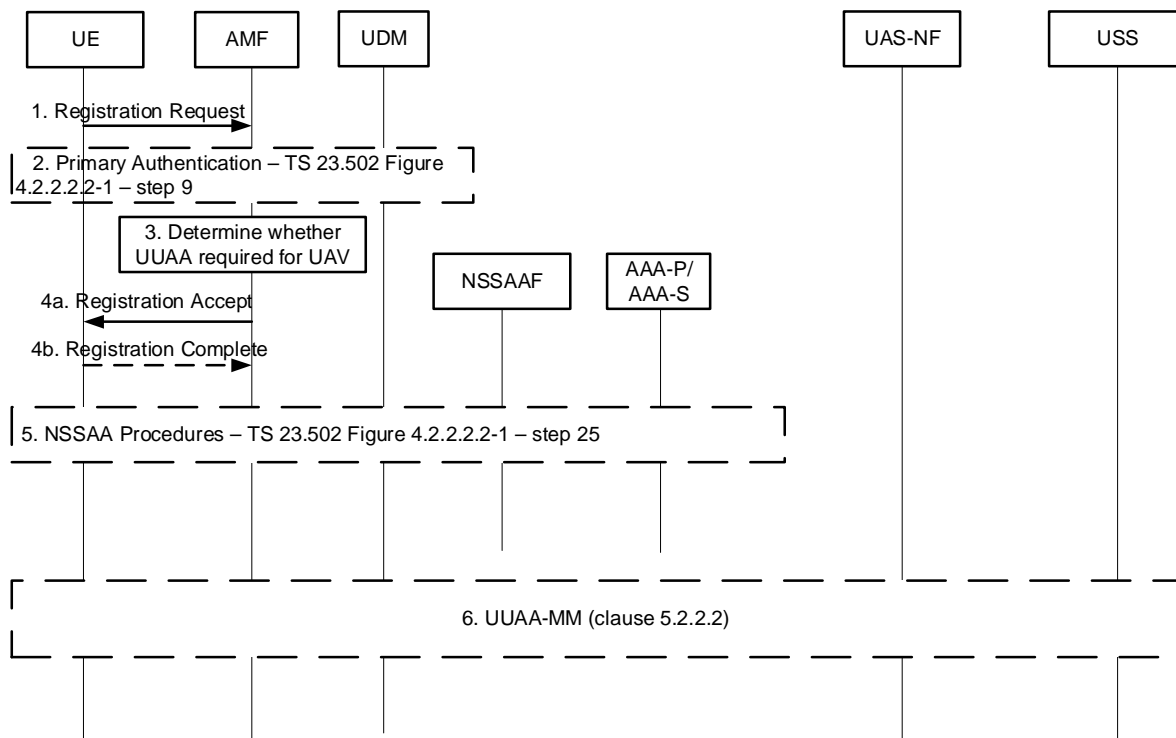 UE
AMF
UDM
UAS-NF
USS
1. Registration Request
2. Primary Authentication – TS 23.502 Figure
4.2.2.2.2-1 – step 9
3. Determine whether
UUAA required for UAV
NSSAAF
AAA-P/
AAA-S
4a. Registration Accept
4b. Registration Complete
5. NSSAA Procedures – TS 23.502 Figure 4.2.2.2.2-1 – step 25
6. UUAA-MM (clause 5.2.2.2)